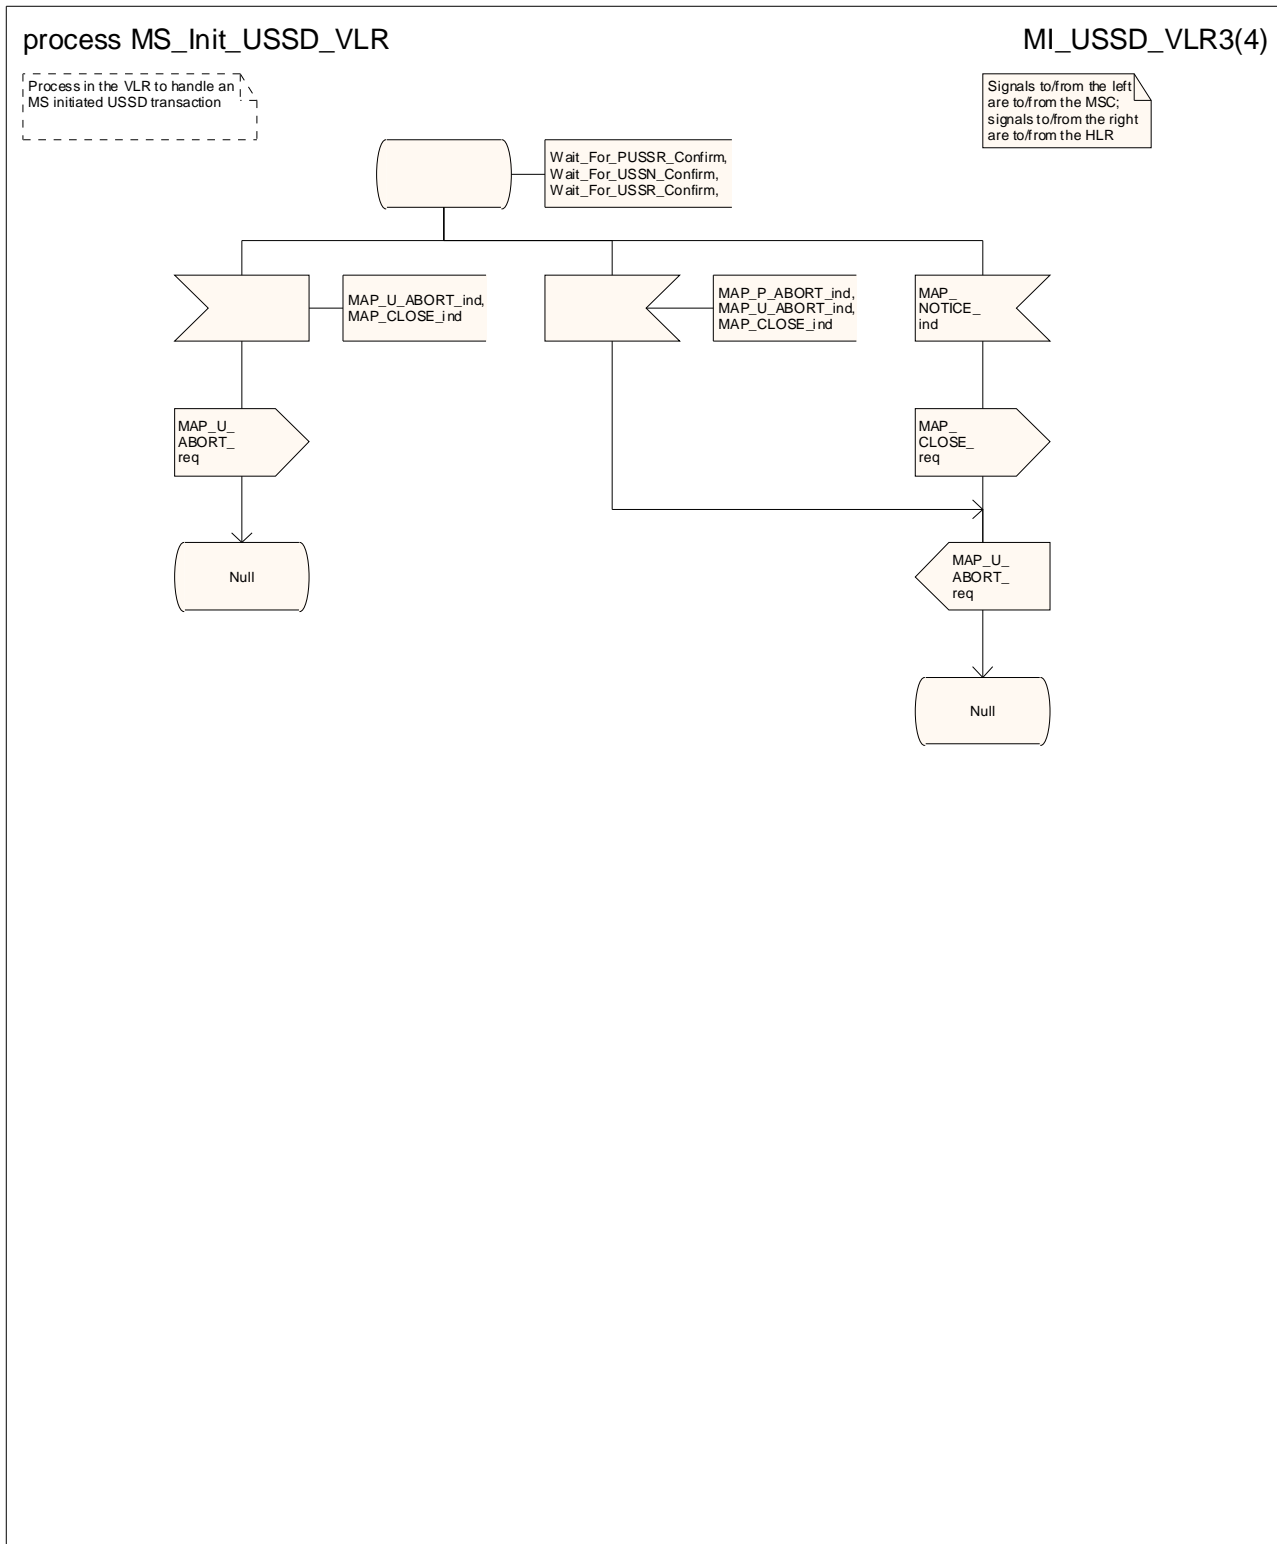 process MS_Init_USSD_VLR
MI_USSD_VLR3(4)
Process in the VLR to handle an
MS initiated USSD transaction
Signals to/from the left
are to/from the MSC;
signals to/from the right
are to/from the HLR
Wait_For_PUSSR_Confirm,
Wait_For_USSN_Confirm,
Wait_For_USSR_Confirm,
MAP_U_ABORT_ind,
MAP_CLOSE_ind
MAP_P_ABORT_ind,
MAP_U_ABORT_ind,
MAP_CLOSE_ind
MAP_
NOTICE_
ind
MAP_U_
ABORT_
req
MAP_
CLOSE_
req
Null
MAP_U_
ABORT_
req
Null